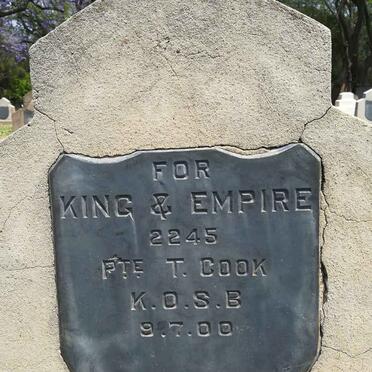 FOR
KING & EMPIRE
2245
PTE T. COOK
K.O.S.B
9.7.00